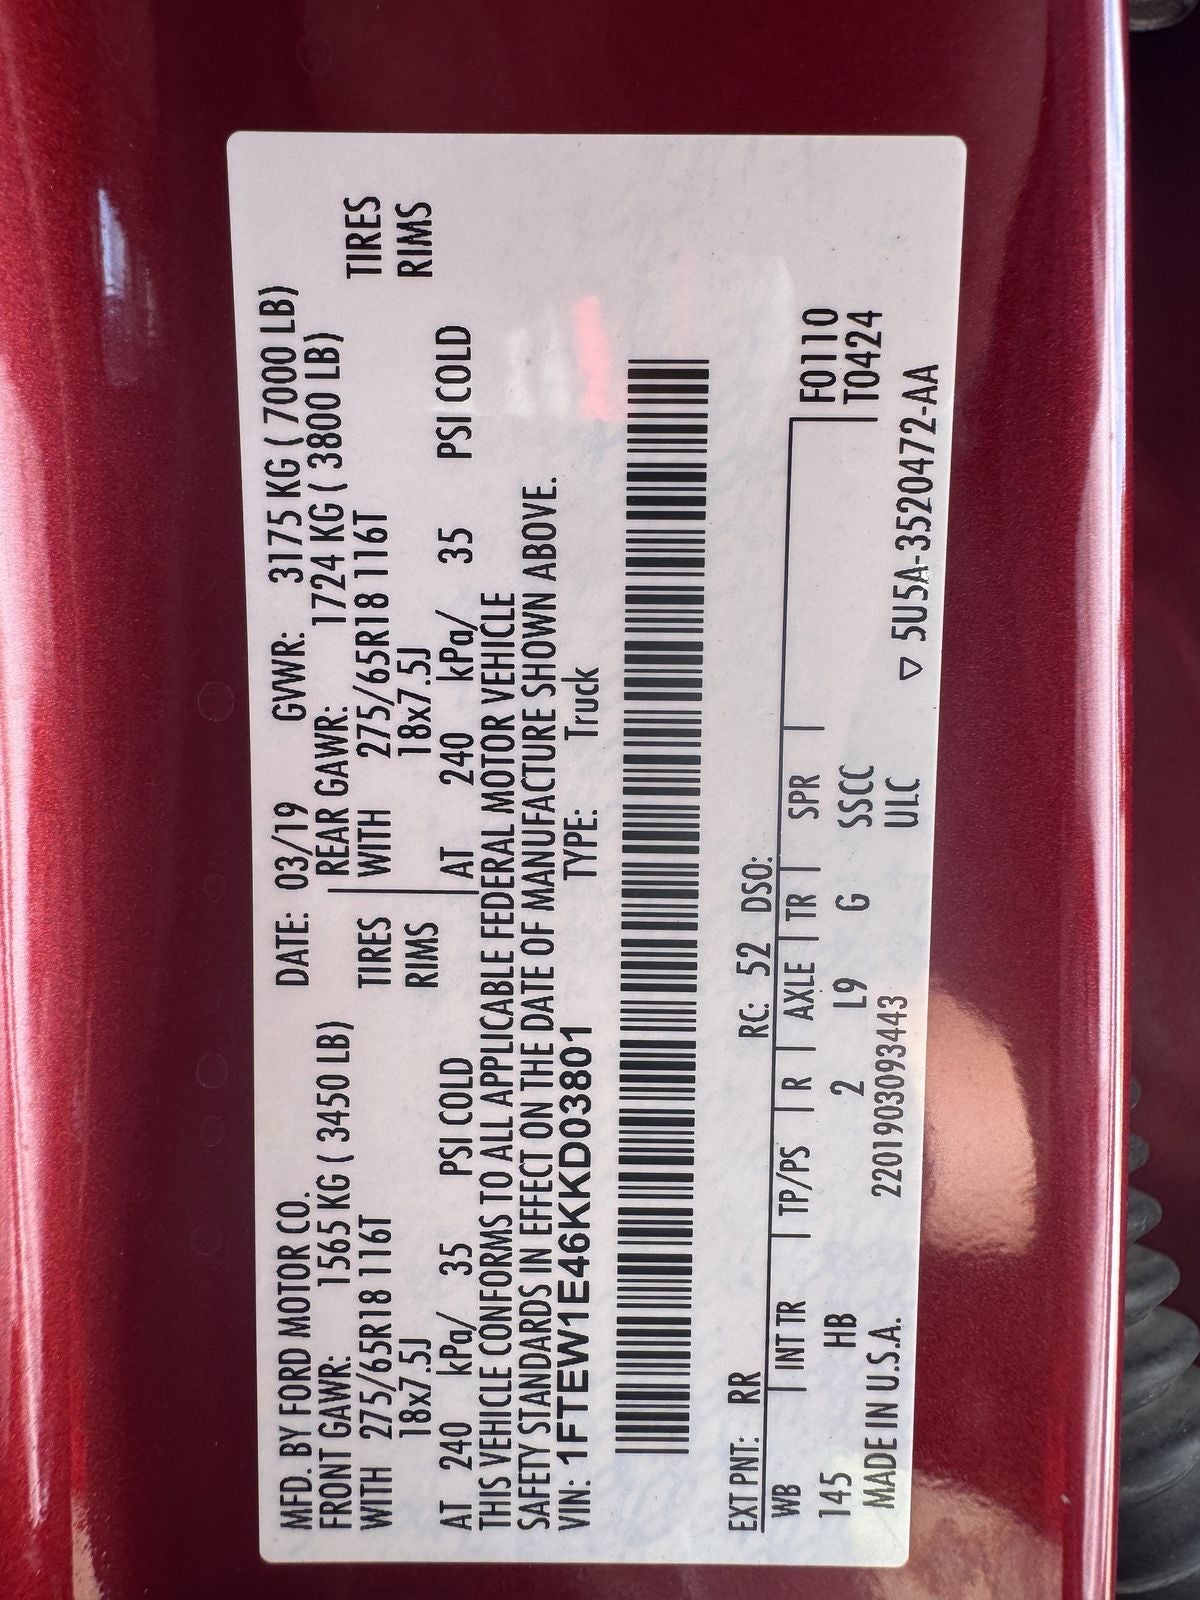 MFD. BY FORD MOTOR CO. DATE: 03/19 GVWR: 3175 KG ( 7000 LB)
FRONT GAWR: 1565 KG ( 3450 LB) REAR GAWR: 1724 KG ( 3800 LB)
WITH 275/65R18 116T TIRES WITH 275/65R18 116T TIRES
18x7.5J RIMS 18x7.5J RIMS
AT 240 kPa/ 35 PSI COLD AT 240 kPa/ 35 PSI COLD
THIS VEHICLE CONFORMS TO ALL APPLICABLE FEDERAL MOTOR VEHICLE
SAFETY STANDARDS IN EFFECT ON THE DATE OF MANUFACTURE SHOWN ABOVE.
VIN: 1FTEW1E46KKD03801 TYPE: Truck
EXT PNT: RR RC: 52 DSO:
WB INT TR TP/PS R AXLE TR SPR F0110
145 HB 2 L9 G SSCC T0424
MADE IN U.S.A. 2201903093443 ULC ▽ 5U5A-3520472-AA